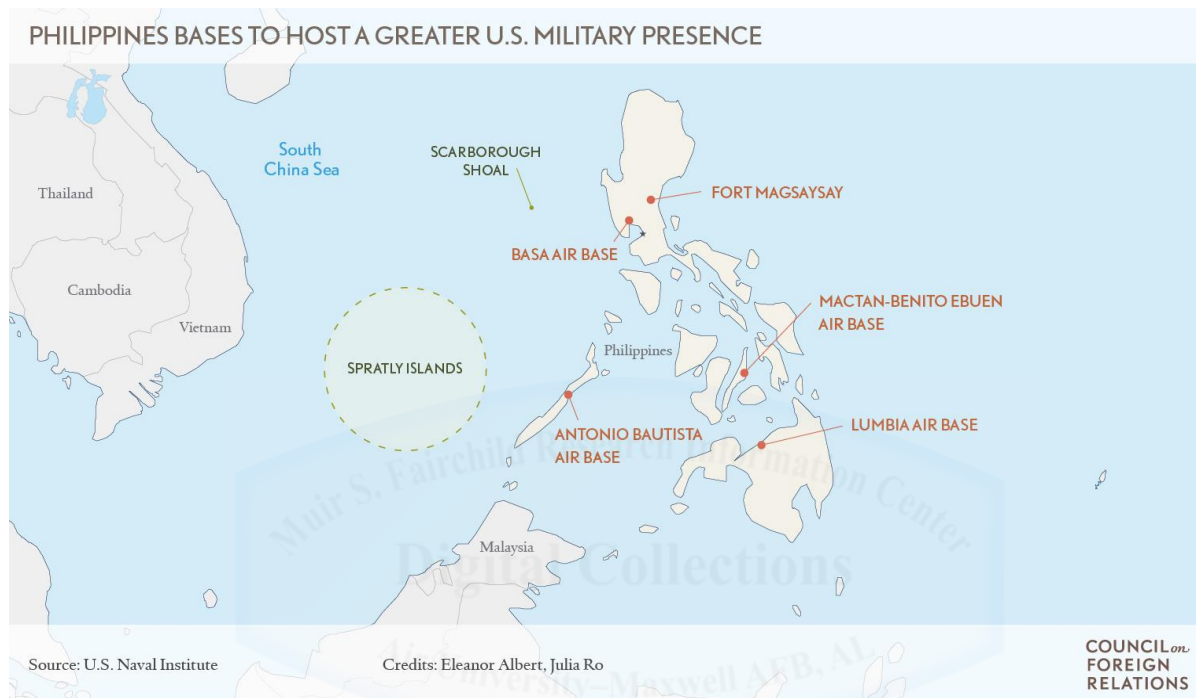 PHILIPPINES BASES TO HOST A GREATER U.S. MILITARY PRESENCE
South
China Sea
SCARBOROUGH
SHOAL
Thailand
FORT MAGSAYSAY
BASA AIR BASE
Cambodia
MACTAN-BENITO EBUEN
AIR BASE
Vietnam
Philippines
SPRATLY ISLANDS
ANTONIO BAUTISTA
AIR BASE
LUMBIA AIR BASE
Muir S. Fairchild Research Information Center
Digital Collections
Malaysia
Source: U.S. Naval Institute
Credits: Eleanor Albert, Julia Ro
University–Maxwell AFB, AL
COUNCIL on
FOREIGN
RELATIONS